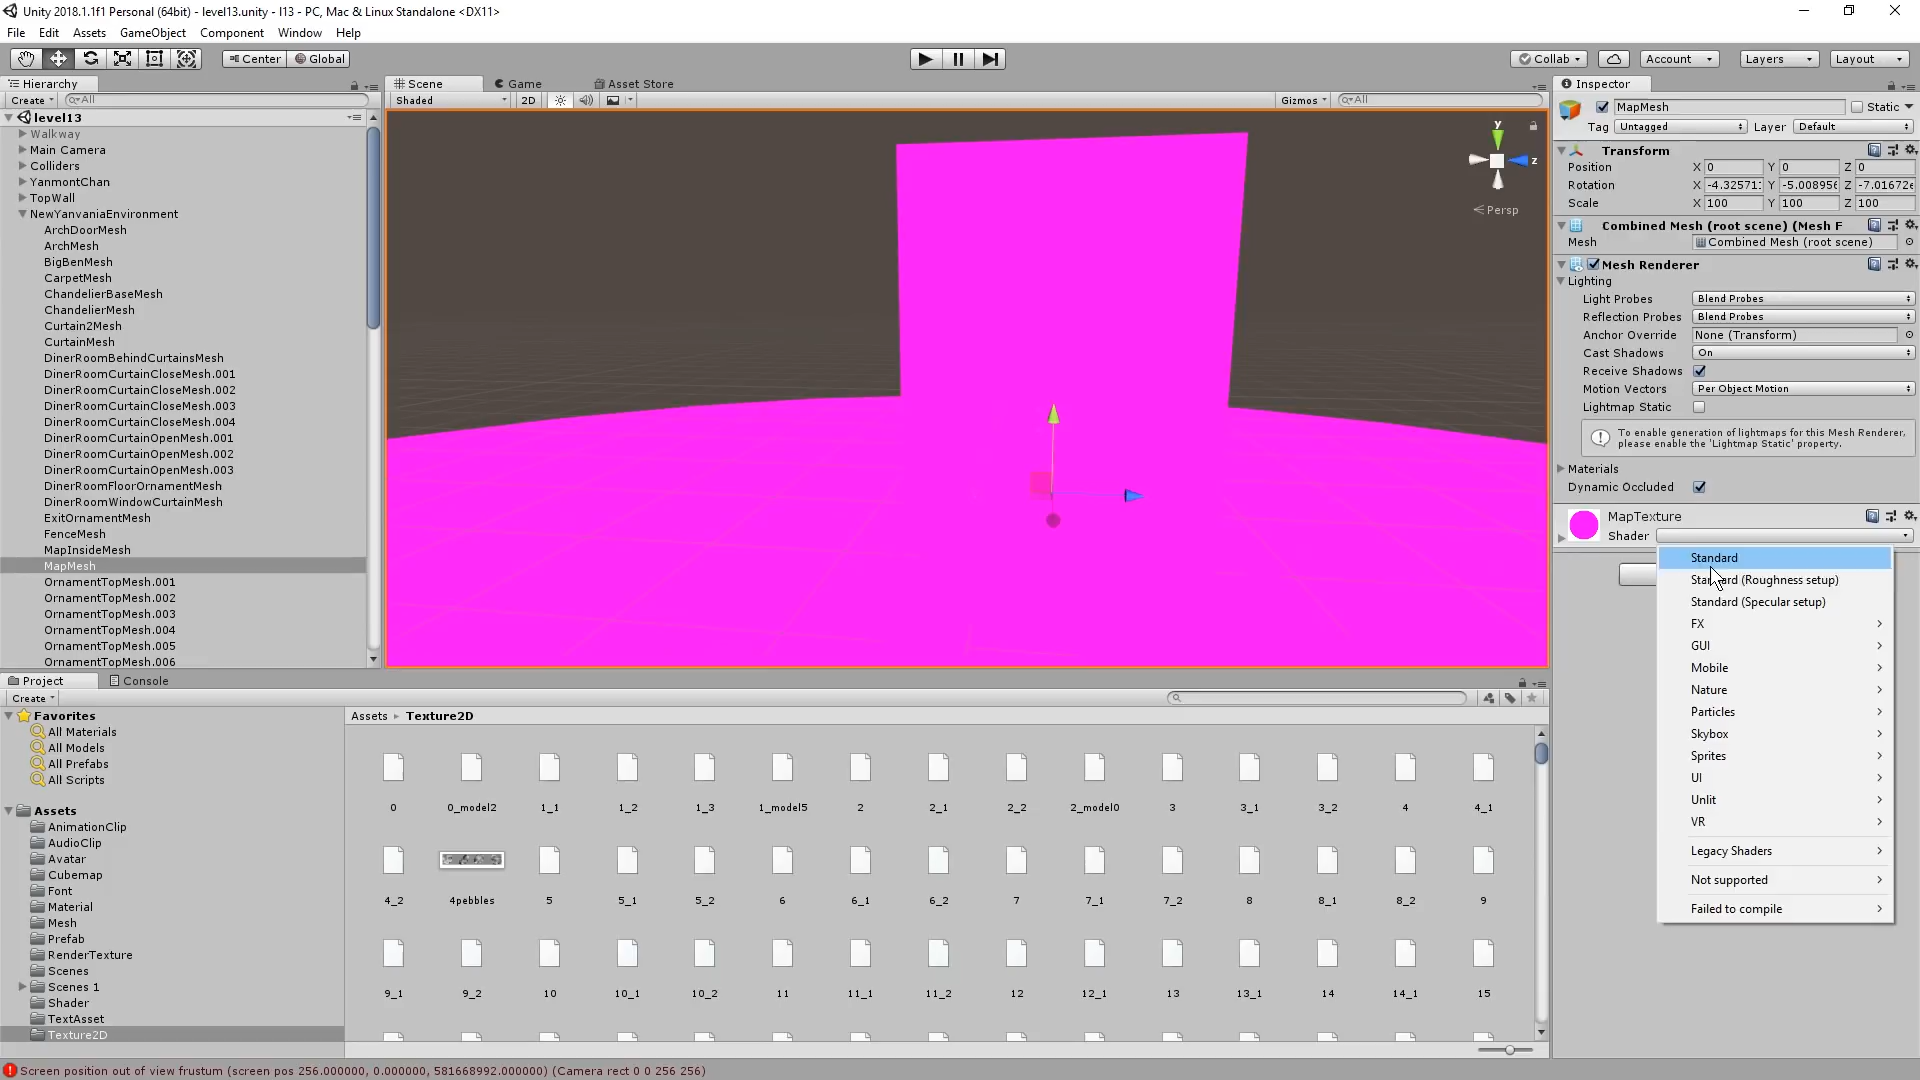 Unity 2018.1.1f1 Personal (64bit) - level13.unity - l13 - PC, Mac & Linux Standalone <DX11>
File Edit Assets GameObject Component Window Help
Center Global Collab Account Layers Layout
Hierarchy
Create All
level13
Walkway
Main Camera
Colliders
YanmontChan
TopWall
NewYanvaniaEnvironment
ArchDoorMesh
ArchMesh
BigBenMesh
CarpetMesh
ChandelierBaseMesh
ChandelierMesh
Curtain2Mesh
CurtainMesh
DinerRoomBehindCurtainsMesh
DinerRoomCurtainCloseMesh.001
DinerRoomCurtainCloseMesh.002
DinerRoomCurtainCloseMesh.003
DinerRoomCurtainCloseMesh.004
DinerRoomCurtainOpenMesh.001
DinerRoomCurtainOpenMesh.002
DinerRoomCurtainOpenMesh.003
DinerRoomFloorOrnamentMesh
DinerRoomWindowCurtainMesh
ExitOrnamentMesh
FenceMesh
MapInsideMesh
MapMesh
OrnamentTopMesh.001
OrnamentTopMesh.002
OrnamentTopMesh.003
OrnamentTopMesh.004
OrnamentTopMesh.005
OrnamentTopMesh.006
Scene Game Asset Store
Shaded 2D Gizmos All
y
z
Persp
Inspector
MapMesh Static
Tag Untagged Layer Default
Transform
Position X 0 Y 0 Z 0
Rotation X -4.32571: Y -5.00895 Z -7.01672
Scale X 100 Y 100 Z 100
Combined Mesh (root scene) (Mesh F
Mesh Combined Mesh (root scene)
Mesh Renderer
Lighting
Light Probes Blend Probes
Reflection Probes Blend Probes
Anchor Override None (Transform)
Cast Shadows On
Receive Shadows
Motion Vectors Per Object Motion
Lightmap Static
To enable generation of lightmaps for this Mesh Renderer,
please enable the 'Lightmap Static' property.
Materials
Dynamic Occluded
MapTexture
Shader
Standard
Standard (Roughness setup)
Standard (Specular setup)
FX
GUI
Mobile
Nature
Particles
Skybox
Sprites
UI
Unlit
VR
Legacy Shaders
Not supported
Failed to compile
Project Console
Create
Favorites
All Materials
All Models
All Prefabs
All Scripts
Assets
AnimationClip
AudioClip
Avatar
Cubemap
Font
Material
Mesh
Prefab
RenderTexture
Scenes
Scenes 1
Shader
TextAsset
Texture2D
Assets Texture2D
0 0_model2 1_1 1_2 1_3 1_model5 2 2_1 2_2 2_model0 3 3_1 3_2 4 4_1
4_2 4pebbles 5 5_1 5_2 6 6_1 6_2 7 7_1 7_2 8 8_1 8_2 9
9_1 9_2 10 10_1 10_2 11 11_1 11_2 12 12_1 13 13_1 14 14_1 15
Screen position out of view frustum (screen pos 256.000000, 0.000000, 581668992.000000) (Camera rect 0 0 256 256)